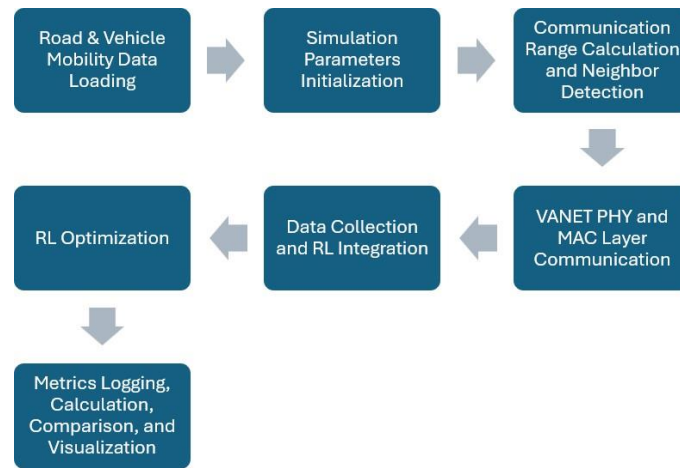 Road & Vehicle
Mobility Data
Loading
Simulation
Parameters
Initialization
Communication
Range Calculation
and Neighbor
Detection
VANET PHY and
MAC Layer
Communication
Data Collection
and RL Integration
RL Optimization
Metrics Logging,
Calculation,
Comparison, and
Visualization